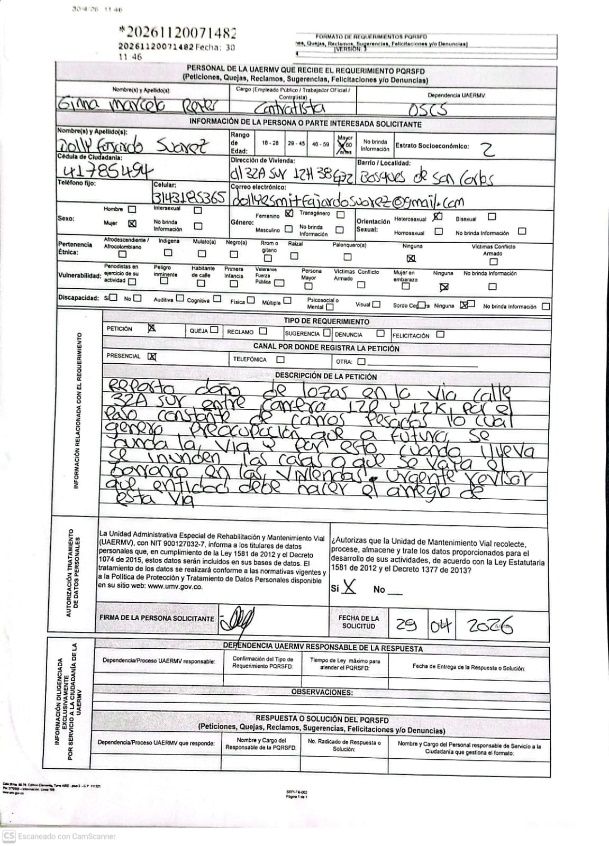 30/4/26 11:46
*20261120071482
20261120071482 Fecha: 30
11 46
FORMATO DE REQUERIMIENTOS PQRSFD
(Peticiones, Quejas, Reclamos, Sugerencias, Felicitaciones y/o Denuncias)
VERSIÓN:
PERSONAL DE LA UAERMV QUE RECIBE EL REQUERIMIENTO PQRSFD
(Peticiones, Quejas, Reclamos, Sugerencias, Felicitaciones y/o Denuncias)
Nombre(s) y Apellido(s): Cargo (Empleado Público / Trabajador Oficial / Contratista) Dependencia UAERMV
Ginna Marcela Contratista OSCS
INFORMACIÓN DE LA PERSONA O PARTE INTERESADA SOLICITANTE
Nombre(s) y Apellido(s): Rango de Edad: 18 - 28 29 - 45 46 - 59 Mayor 60 No brinda Información Estrato Socioeconómico: 2
Dolly Fajardo Suarez X
Cédula de Ciudadanía: Dirección de Vivienda: Barrio / Localidad:
41785494 Bosques de San Carlos
Teléfono fijo: Celular: Correo electrónico:
3143185365 dollyesmitfajardosuarez@gmail.com
Sexo: Hombre Intersexual Género: Femenino X Transgénero Orientación Sexual: Heterosexual X Bisexual
Mujer X No brinda Información Masculino No brinda Información Homosexual No brinda Información
Pertenencia Étnica: Afrodescendiente / Afrocolombiano Indígena Mulato(s) Negro(s) Rrom o gitano Raizal Palenquero(s) Ninguna X Víctimas Conflicto Armado
Vulnerabilidad: Periodistas en ejercicio de su actividad Peligro inminente Habitante de calle Primera Infancia Veteranos Fuerza Pública Persona Mayor Víctimas Conflicto Armado Mujer en embarazo Ninguna X No brinda información
Discapacidad: Si No Auditiva Cognitiva Física Múltiple Psicosocial o Mental Visual Sordo Ceguera Ninguna X No brinda Información
INFORMACIÓN RELACIONADA CON EL REQUERIMIENTO
TIPO DE REQUERIMIENTO
PETICIÓN X QUEJA RECLAMO SUGERENCIA DENUNCIA FELICITACIÓN
CANAL POR DONDE REGISTRA LA PETICIÓN
PRESENCIAL X TELEFÓNICA OTRA:
DESCRIPCIÓN DE LA PETICIÓN
Reporto daño de lozas en la via calle
32A sur entre carrera 12B y 12K, por el
paso constante de carros pesados lo cual
genera preocupación que a futuro se
hunda la via y por esto cuando llueva
se inunden las casas o que se vaya el
barranco en las viviendas. urgente revisar
que entidad debe hacer el arreglo de
esta via
AUTORIZACIÓN TRATAMIENTO DE DATOS PERSONALES
La Unidad Administrativa Especial de Rehabilitación y Mantenimiento Vial
(UAERMV), con NIT 900127032-7, informa a los titulares de datos
personales que, en cumplimiento de la Ley 1581 de 2012 y el Decreto
1074 de 2015, estos datos serán incluidos en sus bases de datos. El
tratamiento de los datos se realizará conforme a las normativas vigentes y
a la Política de Protección y Tratamiento de Datos Personales disponible
en su sitio web: www.umv.gov.co.
¿Autorizas que la Unidad de Mantenimiento Vial recolecte,
procese, almacene y trate los datos proporcionados para el
desarrollo de sus actividades, de acuerdo con la Ley Estatutaria
1581 de 2012 y el Decreto 1377 de 2013?
Si X No __
FIRMA DE LA PERSONA SOLICITANTE FECHA DE LA SOLICITUD 29 04 2026
INFORMACIÓN DILIGENCIADA EXCLUSIVAMENTE POR SERVICIO A LA CIUDADANÍA DE LA UAERMV
DEPENDENCIA UAERMV RESPONSABLE DE LA RESPUESTA
Dependencia/Proceso UAERMV responsable: Confirmación del Tipo de Requerimiento PQRSFD: Tiempo de Ley máximo para atender el PQRSFD: Fecha de Entrega de la Respuesta o Solución:
OBSERVACIONES:
RESPUESTA O SOLUCIÓN DEL PQRSFD
(Peticiones, Quejas, Reclamos, Sugerencias, Felicitaciones y/o Denuncias)
Dependencia/Proceso UAERMV que responde: Nombre y Cargo del Responsable de la PQRSFD: No. Radicado de Respuesta o Solución: Nombre y Cargo del Personal responsable de Servicio a la Ciudadanía que gestiona el formato:
Página 1 de 1
CS Escaneado con CamScanner